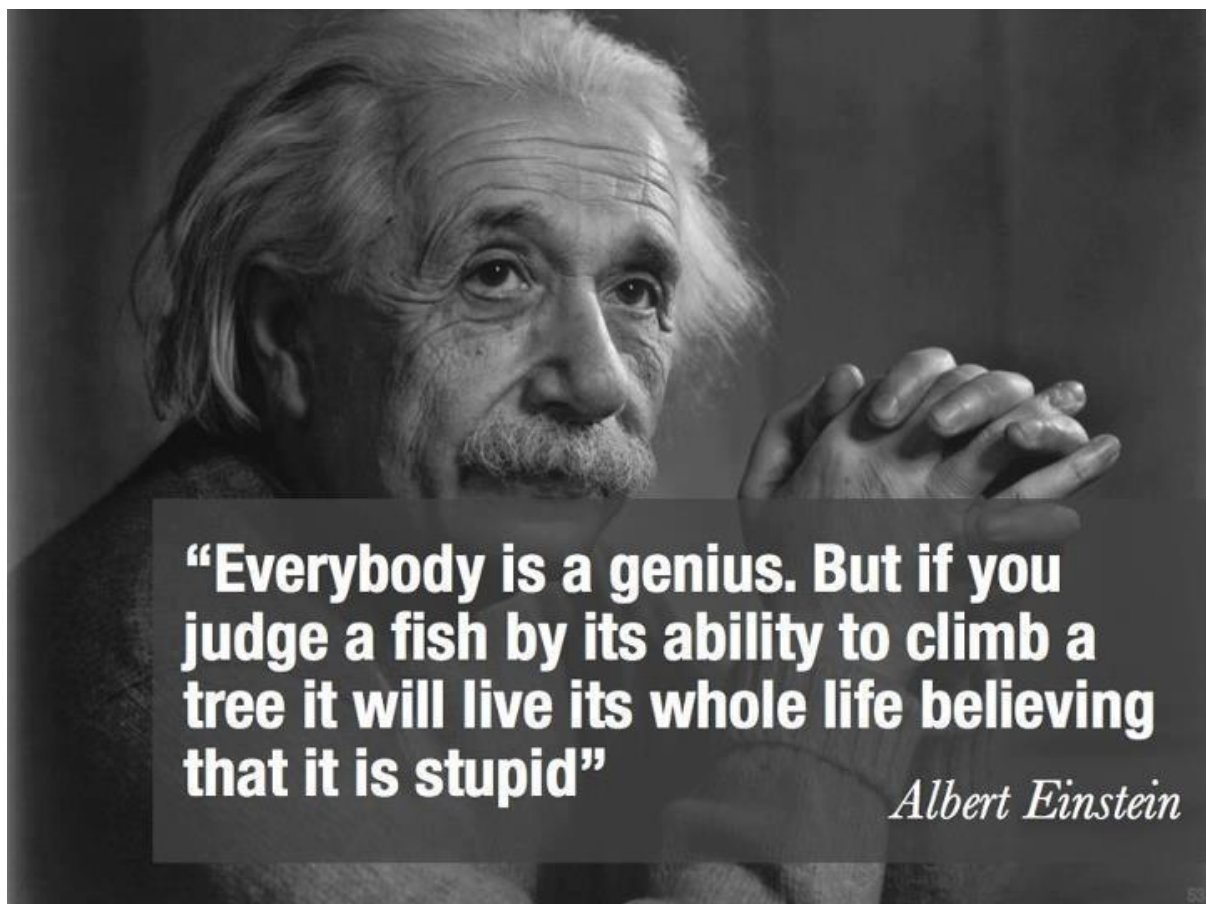 “Everybody is a genius. But if you
judge a fish by its ability to climb a
tree it will live its whole life believing
that it is stupid”
Albert Einstein
53